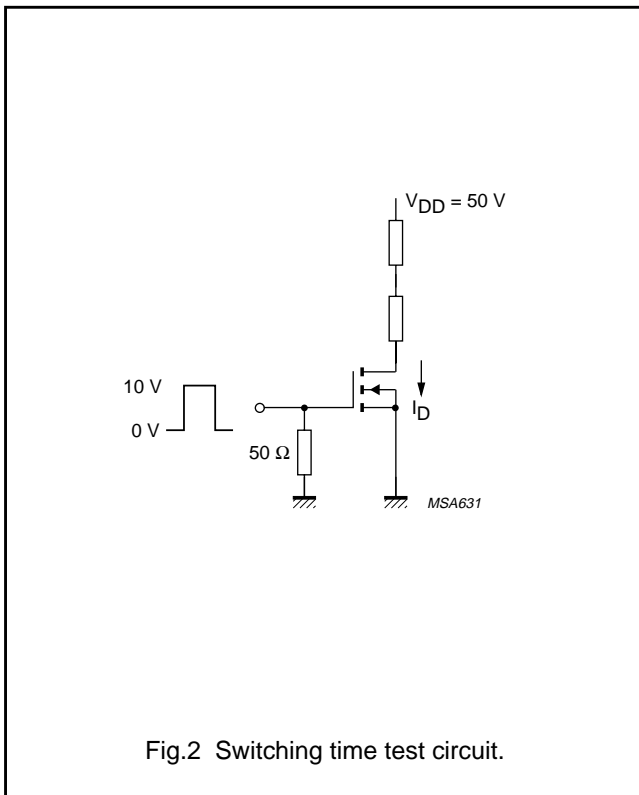 V_DD = 50 V
10 V
0 V
I_D
50 Ω
MSA631
Fig.2 Switching time test circuit.